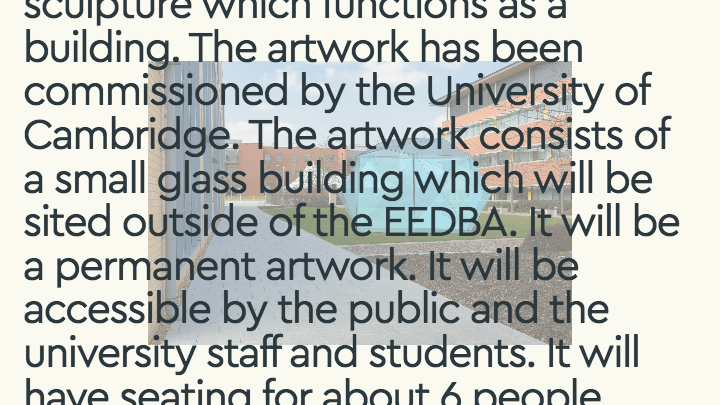 sculpture which functions as a
building. The artwork has been
commissioned by the University of
Cambridge. The artwork consists of
a small glass building which will be
sited outside of the EEDBA. It will be
a permanent artwork. It will be
accessible by the public and the
university staff and students. It will
have seating for about 6 people